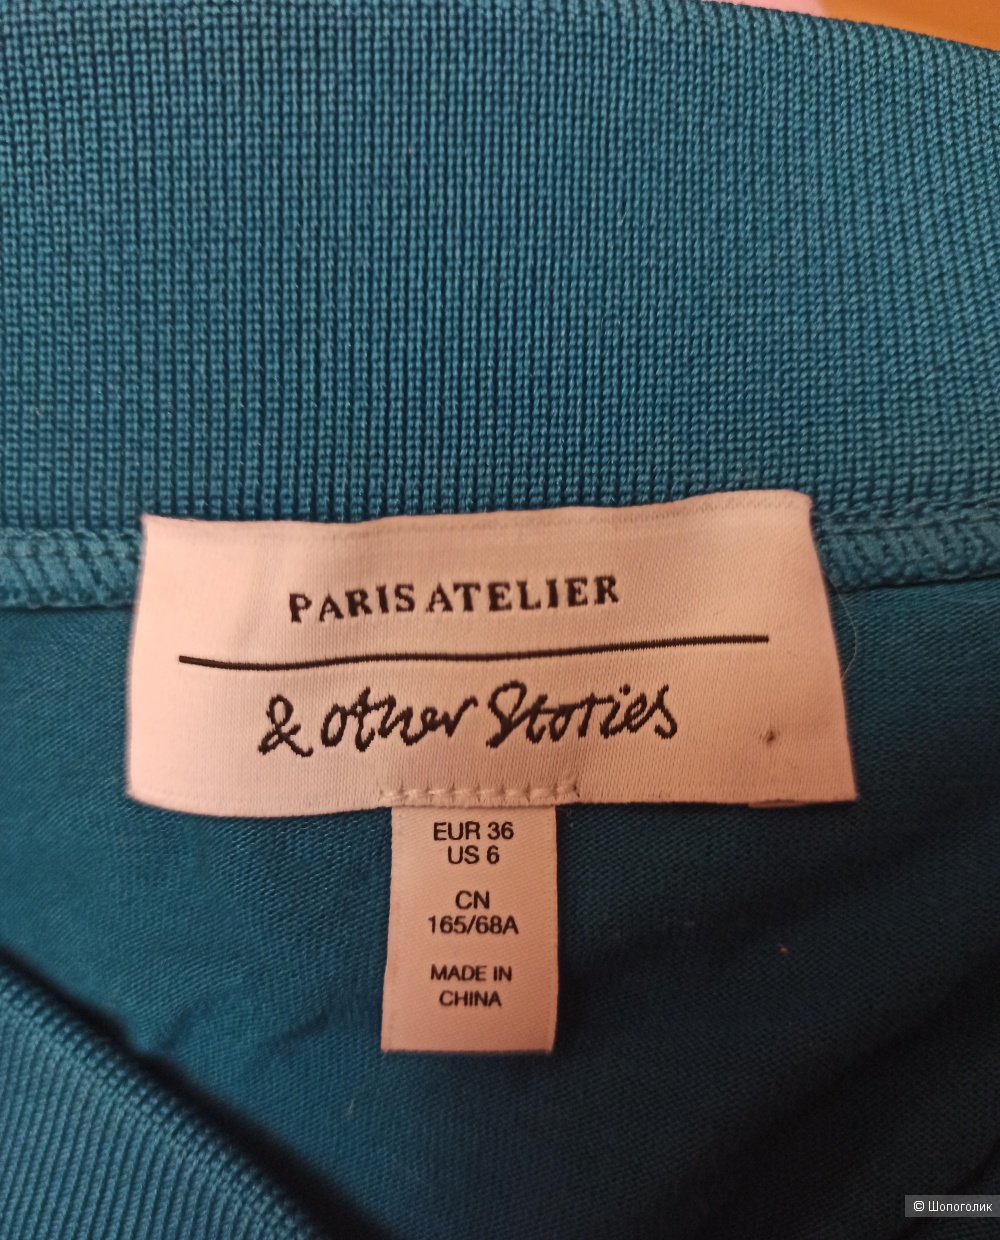 PARIS ATELIER
& other Stories
EUR 36
US 6
CN
165/68A
MADE IN
CHINA
© Шопоголик